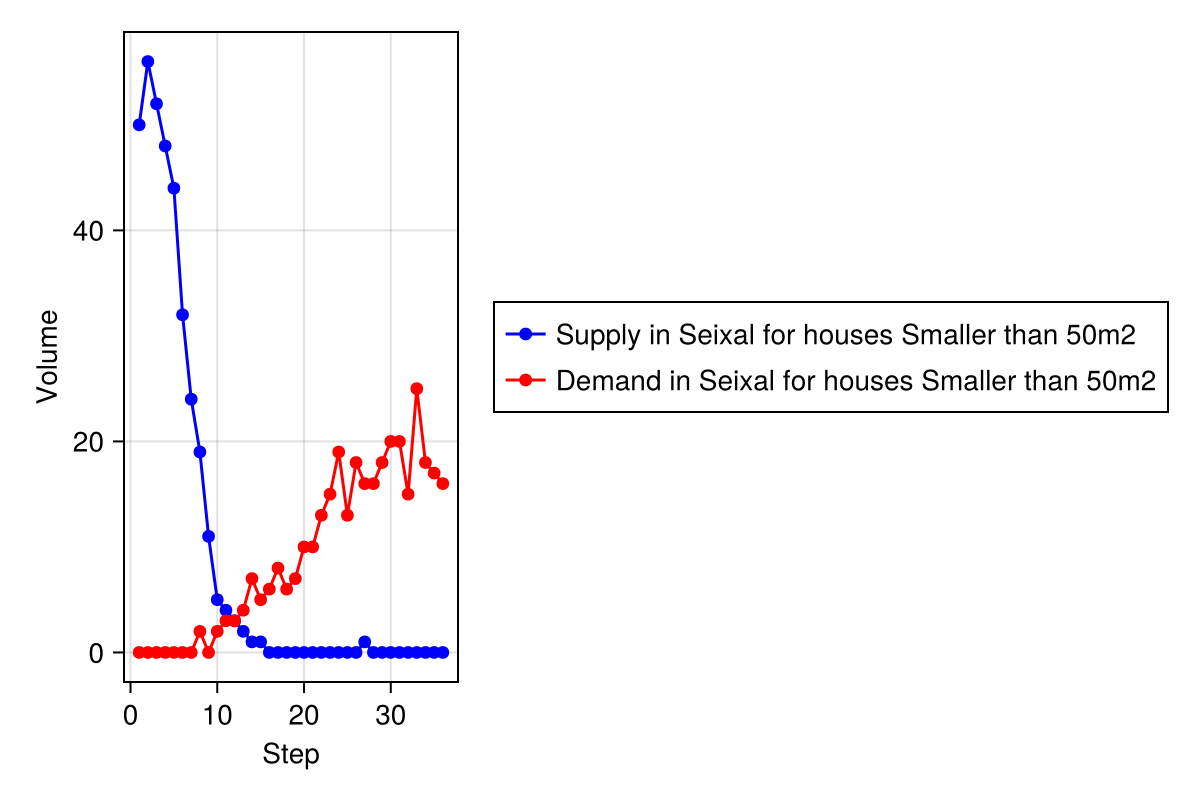 Volume
40
20
0
0
10
20
30
Step
Supply in Seixal for houses Smaller than 50m2
Demand in Seixal for houses Smaller than 50m2